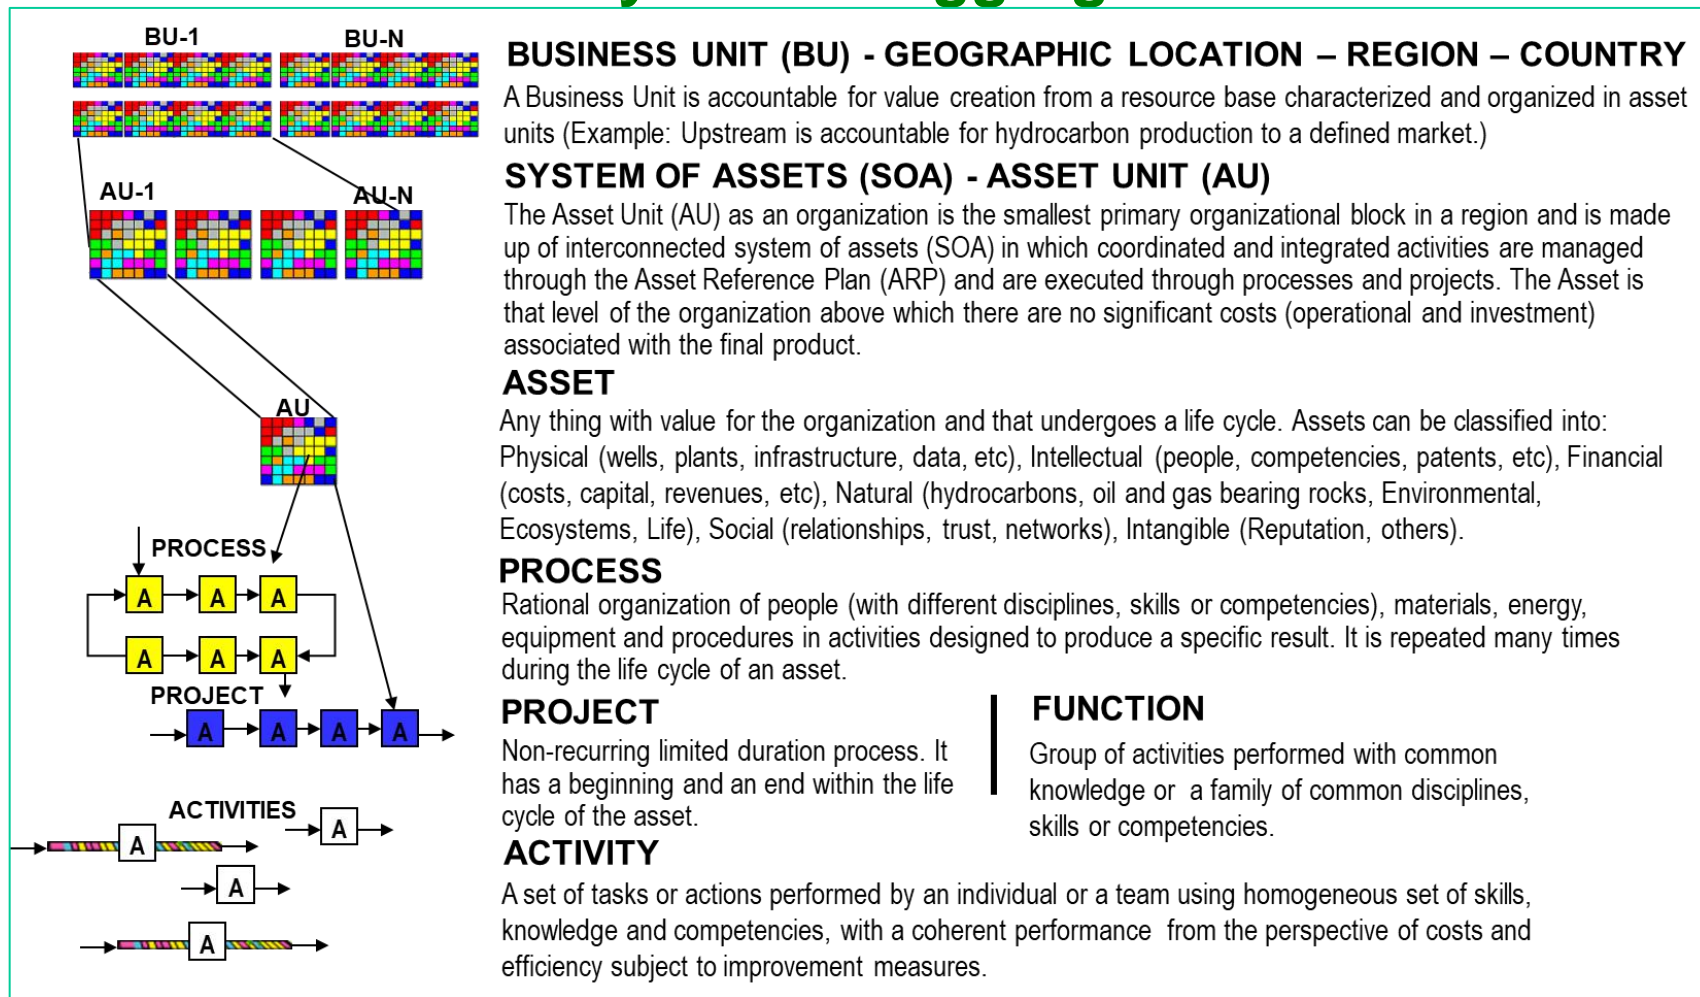 BU-1
BU-N
AU-1
AU-N
AU
PROCESS
A A A
A A A
PROJECT
A A A A
ACTIVITIES
A
A
A
A
BUSINESS UNIT (BU) - GEOGRAPHIC LOCATION – REGION – COUNTRY
A Business Unit is accountable for value creation from a resource base characterized and organized in asset
units (Example: Upstream is accountable for hydrocarbon production to a defined market.)
SYSTEM OF ASSETS (SOA) - ASSET UNIT (AU)
The Asset Unit (AU) as an organization is the smallest primary organizational block in a region and is made
up of interconnected system of assets (SOA) in which coordinated and integrated activities are managed
through the Asset Reference Plan (ARP) and are executed through processes and projects. The Asset is
that level of the organization above which there are no significant costs (operational and investment)
associated with the final product.
ASSET
Any thing with value for the organization and that undergoes a life cycle. Assets can be classified into:
Physical (wells, plants, infrastructure, data, etc), Intellectual (people, competencies, patents, etc), Financial
(costs, capital, revenues, etc), Natural (hydrocarbons, oil and gas bearing rocks, Environmental,
Ecosystems, Life), Social (relationships, trust, networks), Intangible (Reputation, others).
PROCESS
Rational organization of people (with different disciplines, skills or competencies), materials, energy,
equipment and procedures in activities designed to produce a specific result. It is repeated many times
during the life cycle of an asset.
PROJECT
Non-recurring limited duration process. It
has a beginning and an end within the life
cycle of the asset.
FUNCTION
Group of activities performed with common
knowledge or a family of common disciplines,
skills or competencies.
ACTIVITY
A set of tasks or actions performed by an individual or a team using homogeneous set of skills,
knowledge and competencies, with a coherent performance from the perspective of costs and
efficiency subject to improvement measures.